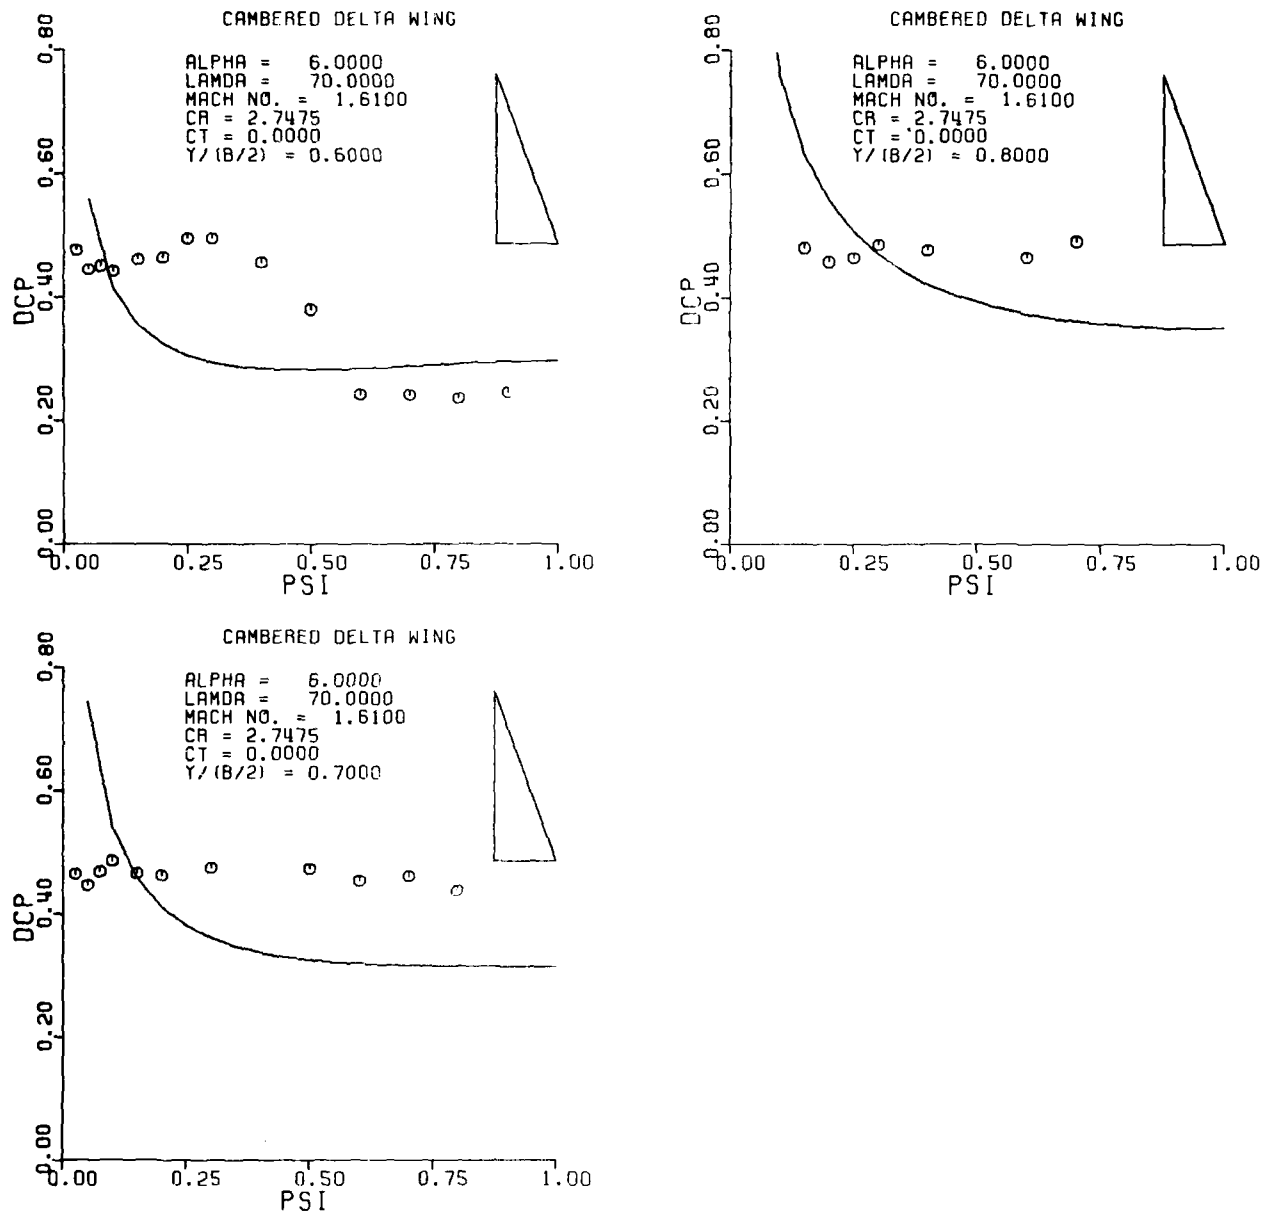 CAMBERED DELTA WING
ALPHA = 6.0000
LAMDA = 70.0000
MACH NO. = 1.6100
CR = 2.7475
CT = 0.0000
Y/(B/2) = 0.6000
DCP
0.80
0.60
0.40
0.20
0.00
0.00 0.25 0.50 0.75 1.00
PSI
CAMBERED DELTA WING
ALPHA = 6.0000
LAMDA = 70.0000
MACH NO. = 1.6100
CR = 2.7475
CT = 0.0000
Y/(B/2) = 0.8000
DCP
0.80
0.60
0.40
0.20
0.00
0.00 0.25 0.50 0.75 1.00
PSI
CAMBERED DELTA WING
ALPHA = 6.0000
LAMDA = 70.0000
MACH NO. = 1.6100
CR = 2.7475
CT = 0.0000
Y/(B/2) = 0.7000
DCP
0.80
0.60
0.40
0.20
0.00
0.00 0.25 0.50 0.75 1.00
PSI